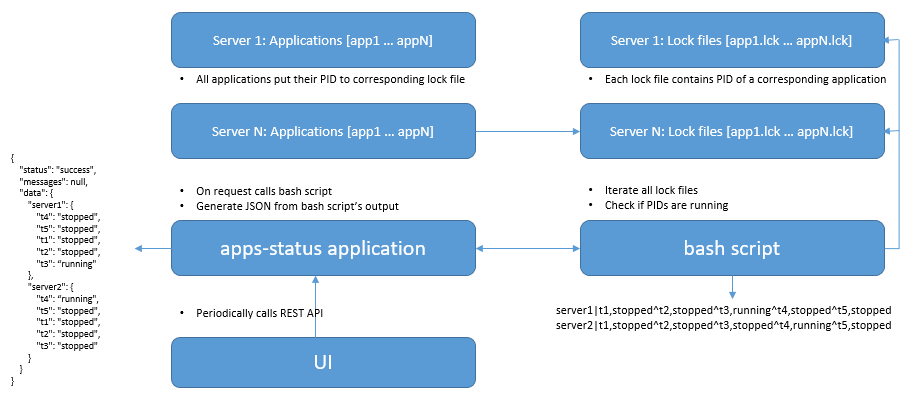 Server 1: Applications [app1 ... appN]
Server 1: Lock files [app1.lck ... appN.lck]
• All applications put their PID to corresponding lock file
• Each lock file contains PID of a corresponding application
Server N: Applications [app1 ... appN]
Server N: Lock files [app1.lck ... appN.lck]
{
"status": "success",
"messages": null,
"data": {
"server1": {
"t4": "stopped",
"t5": "stopped",
"t1": "stopped",
"t2": "stopped",
"t3": "running"
},
"server2": {
"t4": "running",
"t5": "stopped",
"t1": "stopped",
"t2": "stopped",
"t3": "stopped"
}
}
}
• On request calls bash script
• Generate JSON from bash script's output
• Iterate all lock files
• Check if PIDs are running
apps-status application
bash script
• Periodically calls REST API
server1|t1,stopped^t2,stopped^t3,running^t4,stopped^t5,stopped
server2|t1,stopped^t2,stopped^t3,stopped^t4,running^t5,stopped
UI